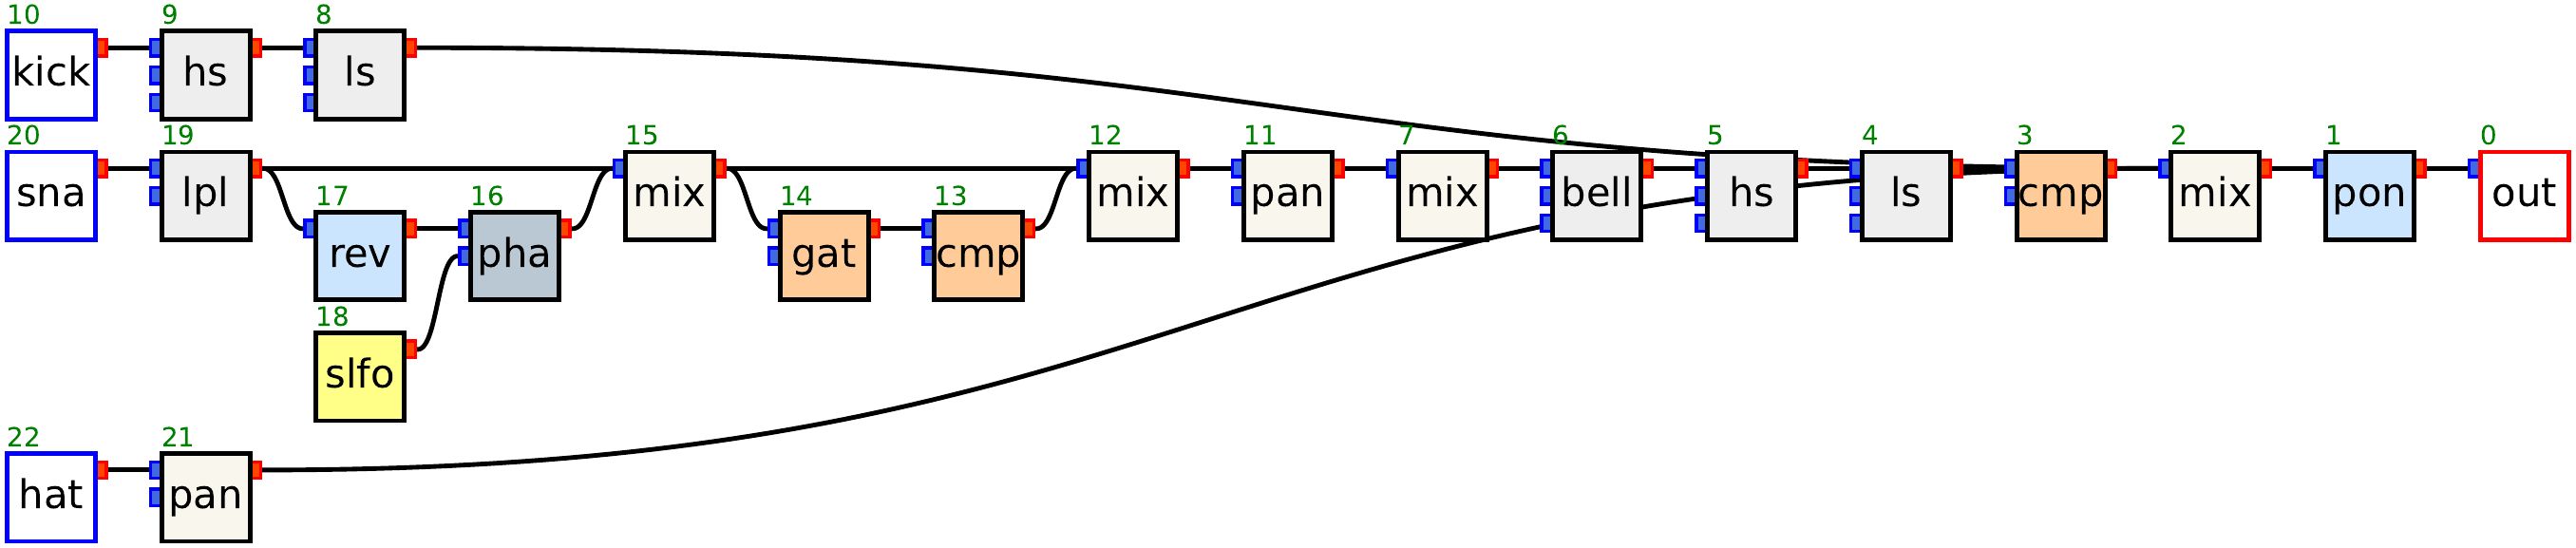 10 9 8
kick hs ls
20 19 15 12 11 7 6 5 4 3 2 1 0
sna lpl mix mix pan mix bell hs ls cmp mix pon out
17 16 14 13
rev pha gat cmp
18
slfo
22 21
hat pan